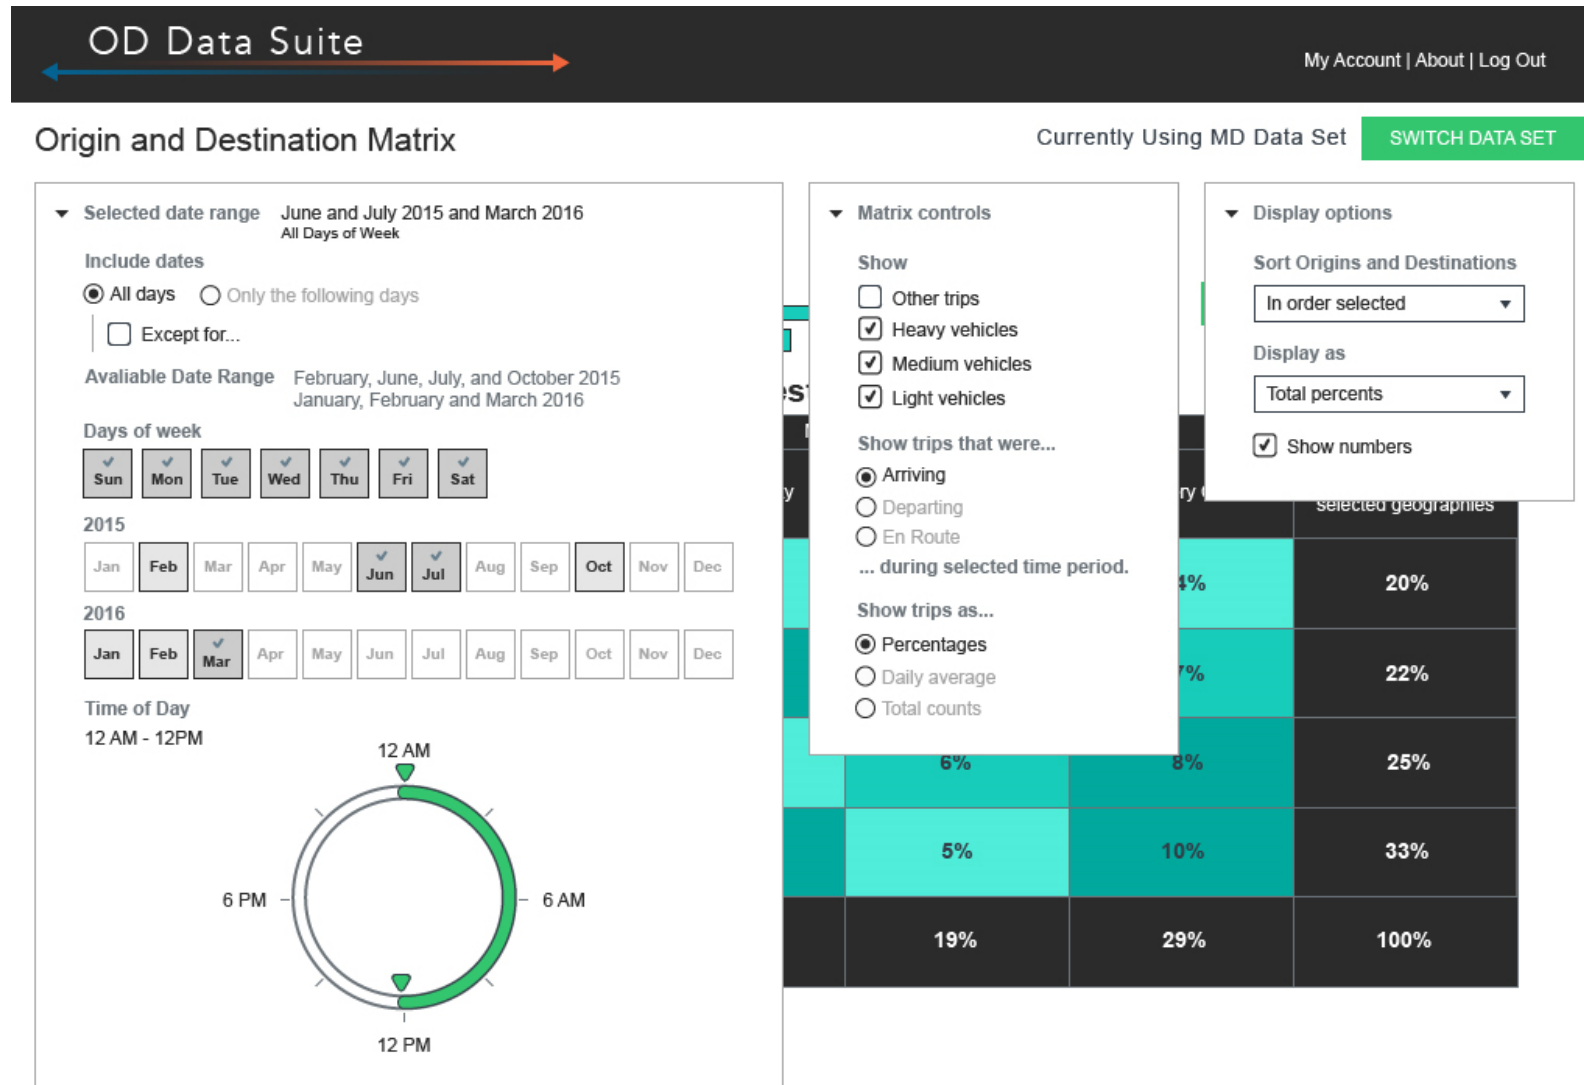 OD Data Suite
My Account | About | Log Out
Origin and Destination Matrix
Currently Using MD Data Set
SWITCH DATA SET
Selected date range June and July 2015 and March 2016
All Days of Week
Include dates
All days Only the following days
Except for...
Avaliable Date Range February, June, July, and October 2015
January, February and March 2016
Days of week
Sun Mon Tue Wed Thu Fri Sat
2015
Jan Feb Mar Apr May Jun Jul Aug Sep Oct Nov Dec
2016
Jan Feb Mar Apr May Jun Jul Aug Sep Oct Nov Dec
Time of Day
12 AM - 12PM
12 AM
6 PM
6 AM
12 PM
Matrix controls
Show
Other trips
Heavy vehicles
Medium vehicles
Light vehicles
Show trips that were...
Arriving
Departing
En Route
... during selected time period.
Show trips as...
Percentages
Daily average
Total counts
Display options
Sort Origins and Destinations
In order selected
Display as
Total percents
Show numbers
selected geographies
20%
22%
6% 8% 25%
5% 10% 33%
19% 29% 100%